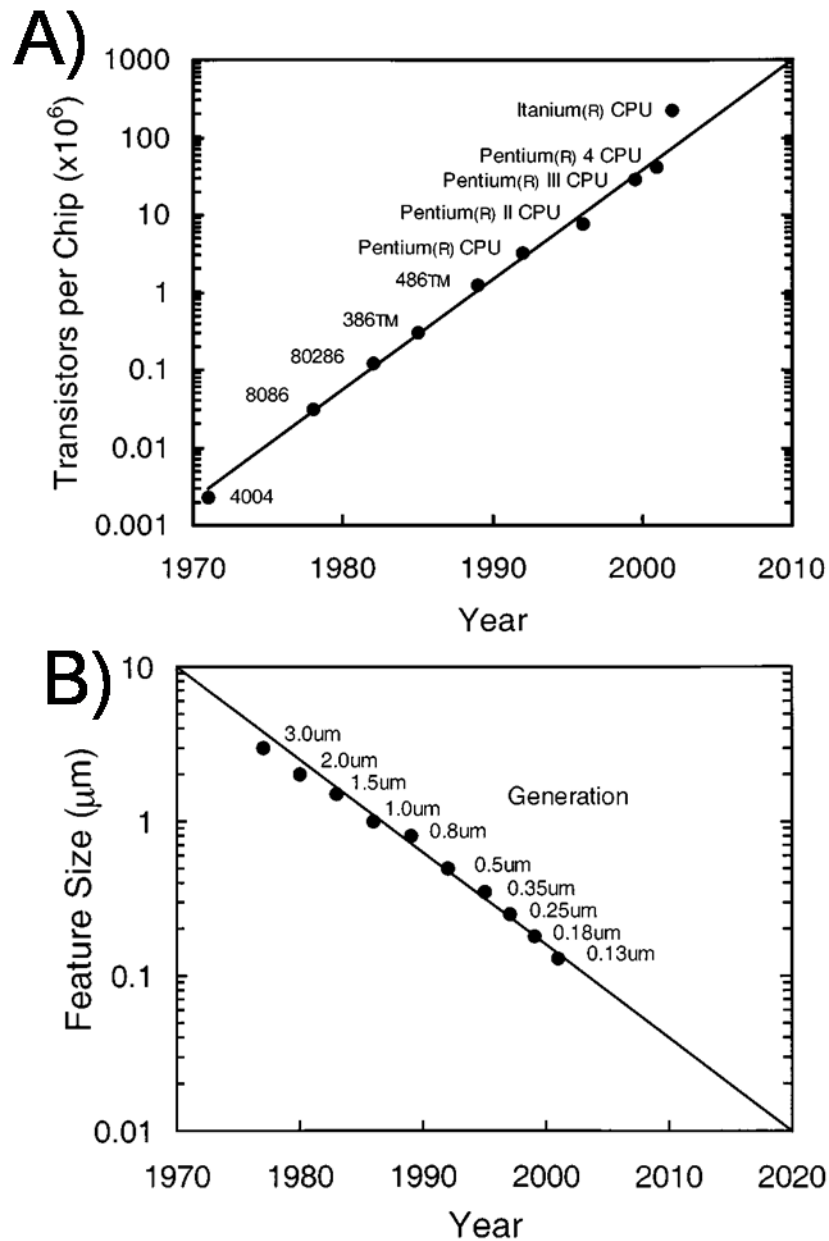 A)
1000
100
10
1
0.1
0.01
0.001
Transistors per Chip (x10⁶)
Itanium(R) CPU
Pentium(R) 4 CPU
Pentium(R) III CPU
Pentium(R) II CPU
Pentium(R) CPU
486TM
386TM
80286
8086
4004
1970 1980 1990 2000 2010
Year
B)
10
1
0.1
0.01
Feature Size (μm)
3.0um
2.0um
1.5um
1.0um
0.8um
0.5um
0.35um
0.25um
0.18um
0.13um
Generation
1970 1980 1990 2000 2010 2020
Year